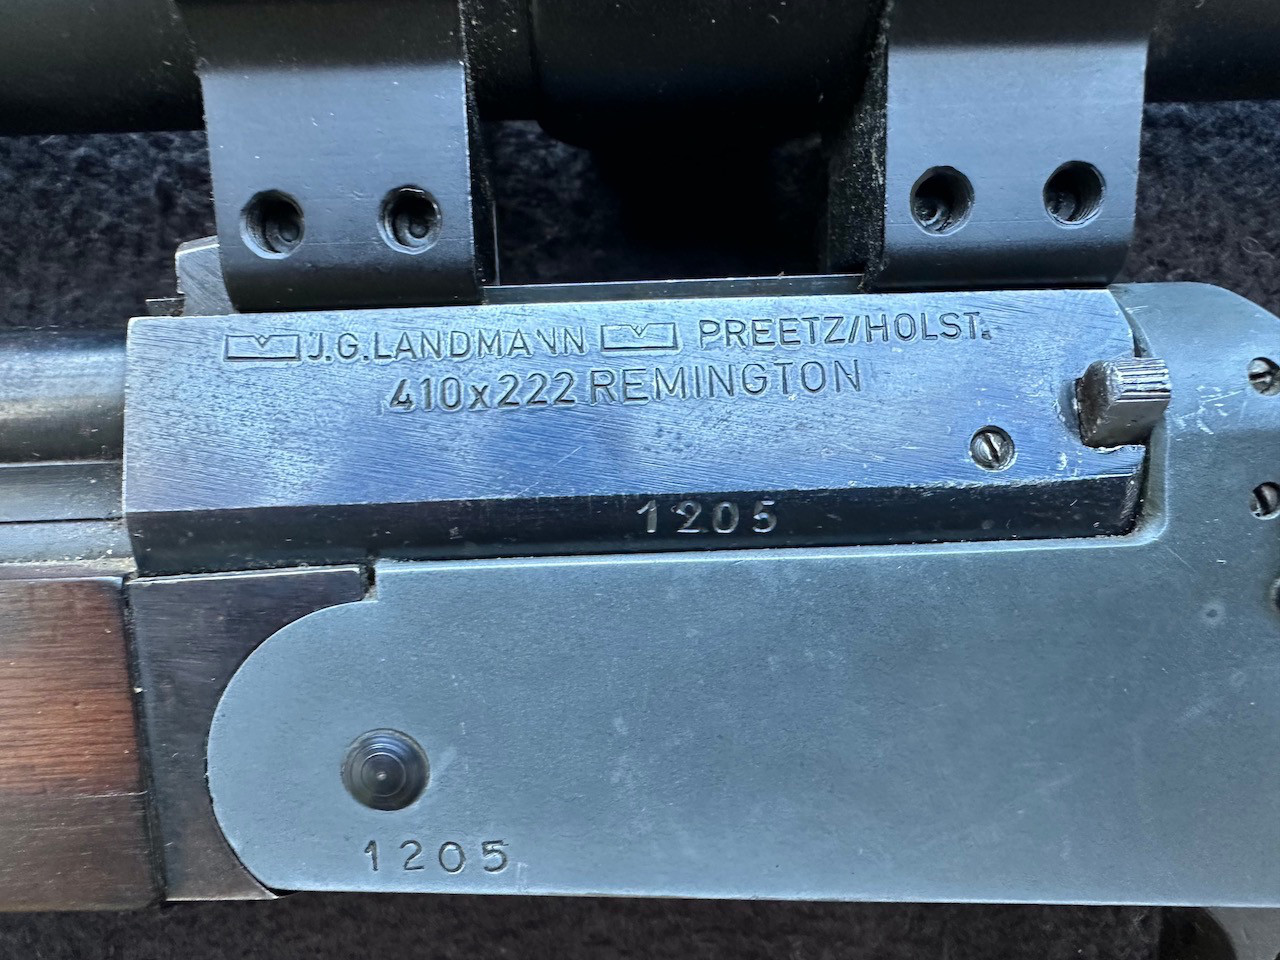 J.G.LANDMANN PREETZ/HOLST.
410x222 REMINGTON
1205
1205